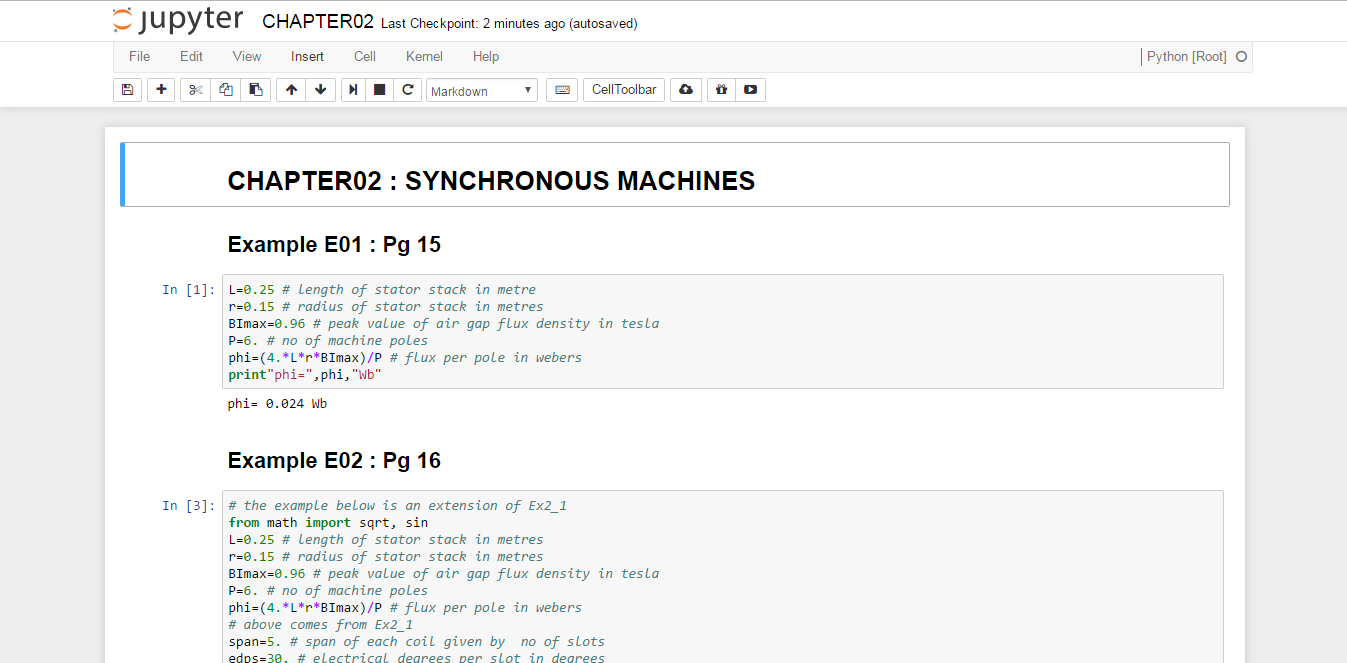 jupyter CHAPTER02 Last Checkpoint: 2 minutes ago (autosaved)
File Edit View Insert Cell Kernel Help Python [Root]
Markdown CellToolbar
CHAPTER02 : SYNCHRONOUS MACHINES
Example E01 : Pg 15
In [1]: L=0.25 # length of stator stack in metre
r=0.15 # radius of stator stack in metres
BImax=0.96 # peak value of air gap flux density in tesla
P=6. # no of machine poles
phi=(4.*L*r*BImax)/P # flux per pole in webers
print"phi=",phi,"Wb"
phi= 0.024 Wb
Example E02 : Pg 16
In [3]: # the example below is an extension of Ex2_1
from math import sqrt, sin
L=0.25 # length of stator stack in metres
r=0.15 # radius of stator stack in metres
BImax=0.96 # peak value of air gap flux density in tesla
P=6. # no of machine poles
phi=(4.*L*r*BImax)/P # flux per pole in webers
# above comes from Ex2_1
span=5. # span of each coil given by  no of slots
edps=30. # electrical degrees per slot in degrees